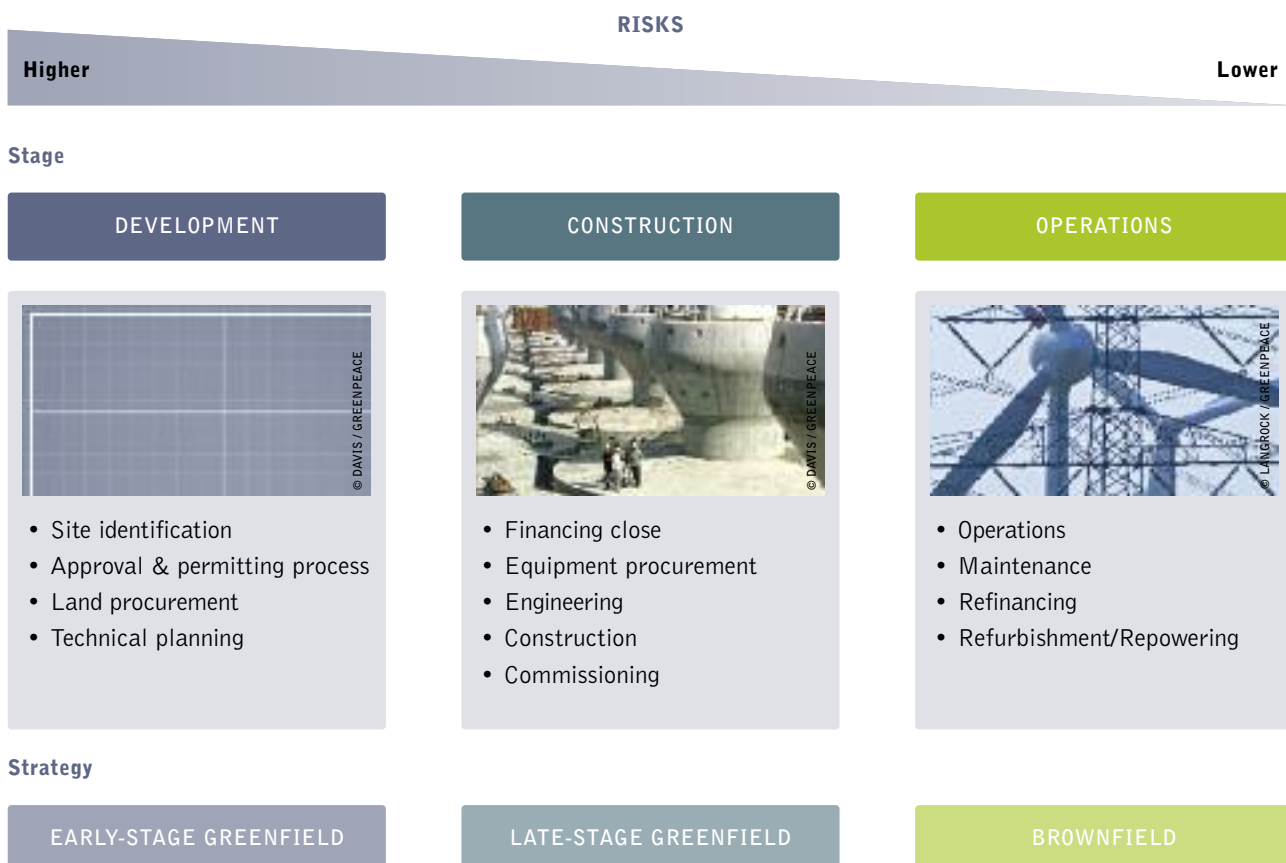 RISKS
Higher
Lower
Stage
DEVELOPMENT
CONSTRUCTION
OPERATIONS
© DAVIS / GREENPEACE
© DAVIS / GREENPEACE
© LANGROCK / GREENPEACE
• Site identification
• Approval & permitting process
• Land procurement
• Technical planning
• Financing close
• Equipment procurement
• Engineering
• Construction
• Commissioning
• Operations
• Maintenance
• Refinancing
• Refurbishment/Repowering
Strategy
EARLY-STAGE GREENFIELD
LATE-STAGE GREENFIELD
BROWNFIELD